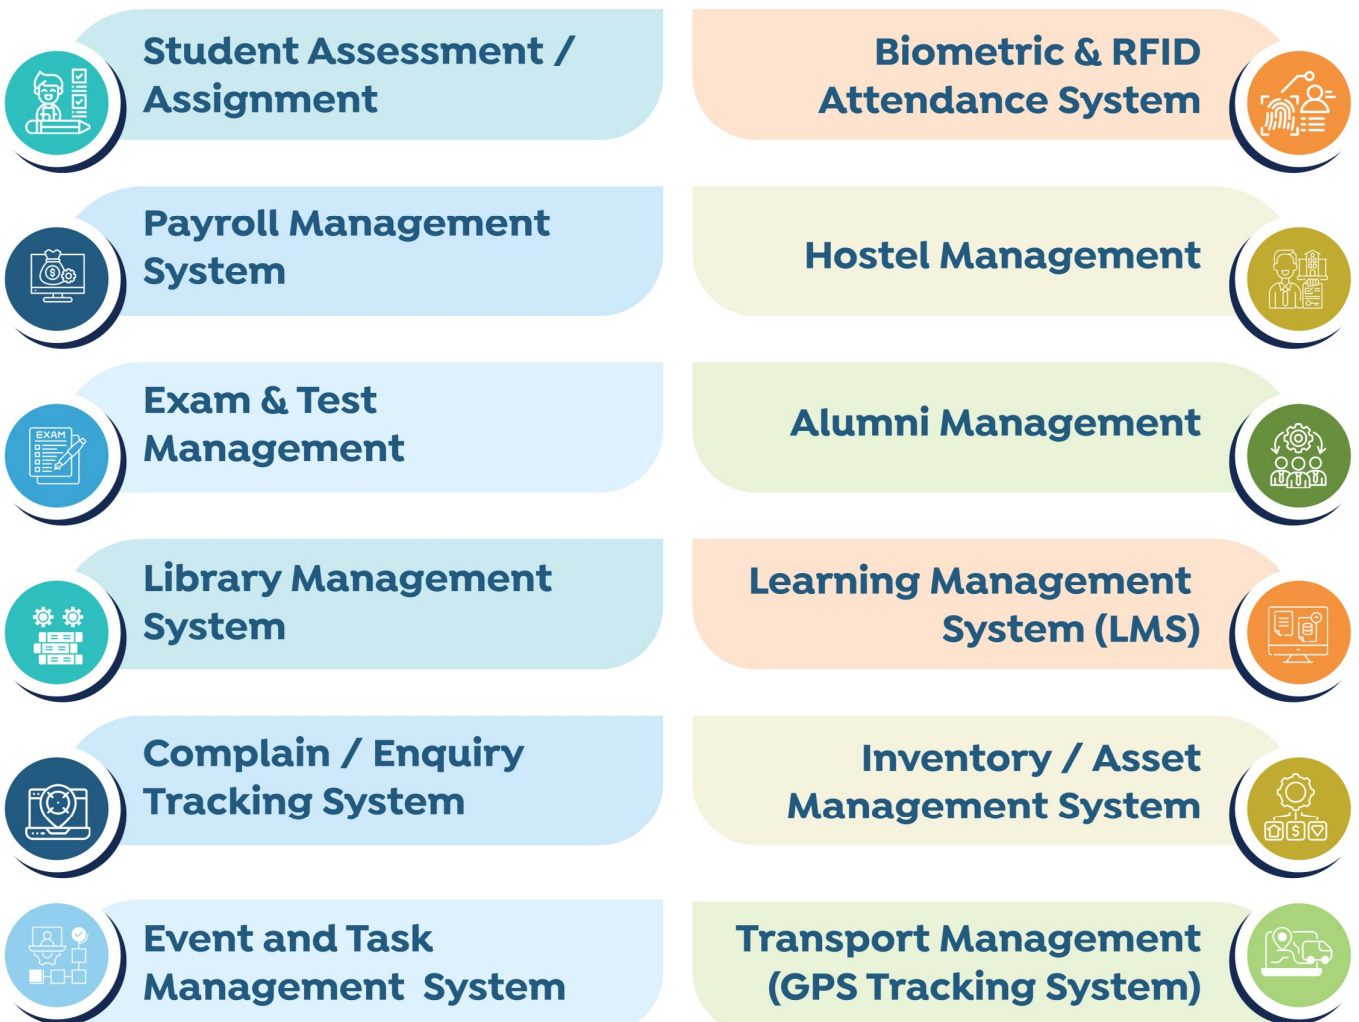 Student Assessment /
Assignment
Biometric & RFID
Attendance System
Payroll Management
System
Hostel Management
EXAM
Exam & Test
Management
Alumni Management
Library Management
System
Learning Management
System (LMS)
Complain / Enquiry
Tracking System
Inventory / Asset
Management System
Event and Task
Management  System
Transport Management
(GPS Tracking System)